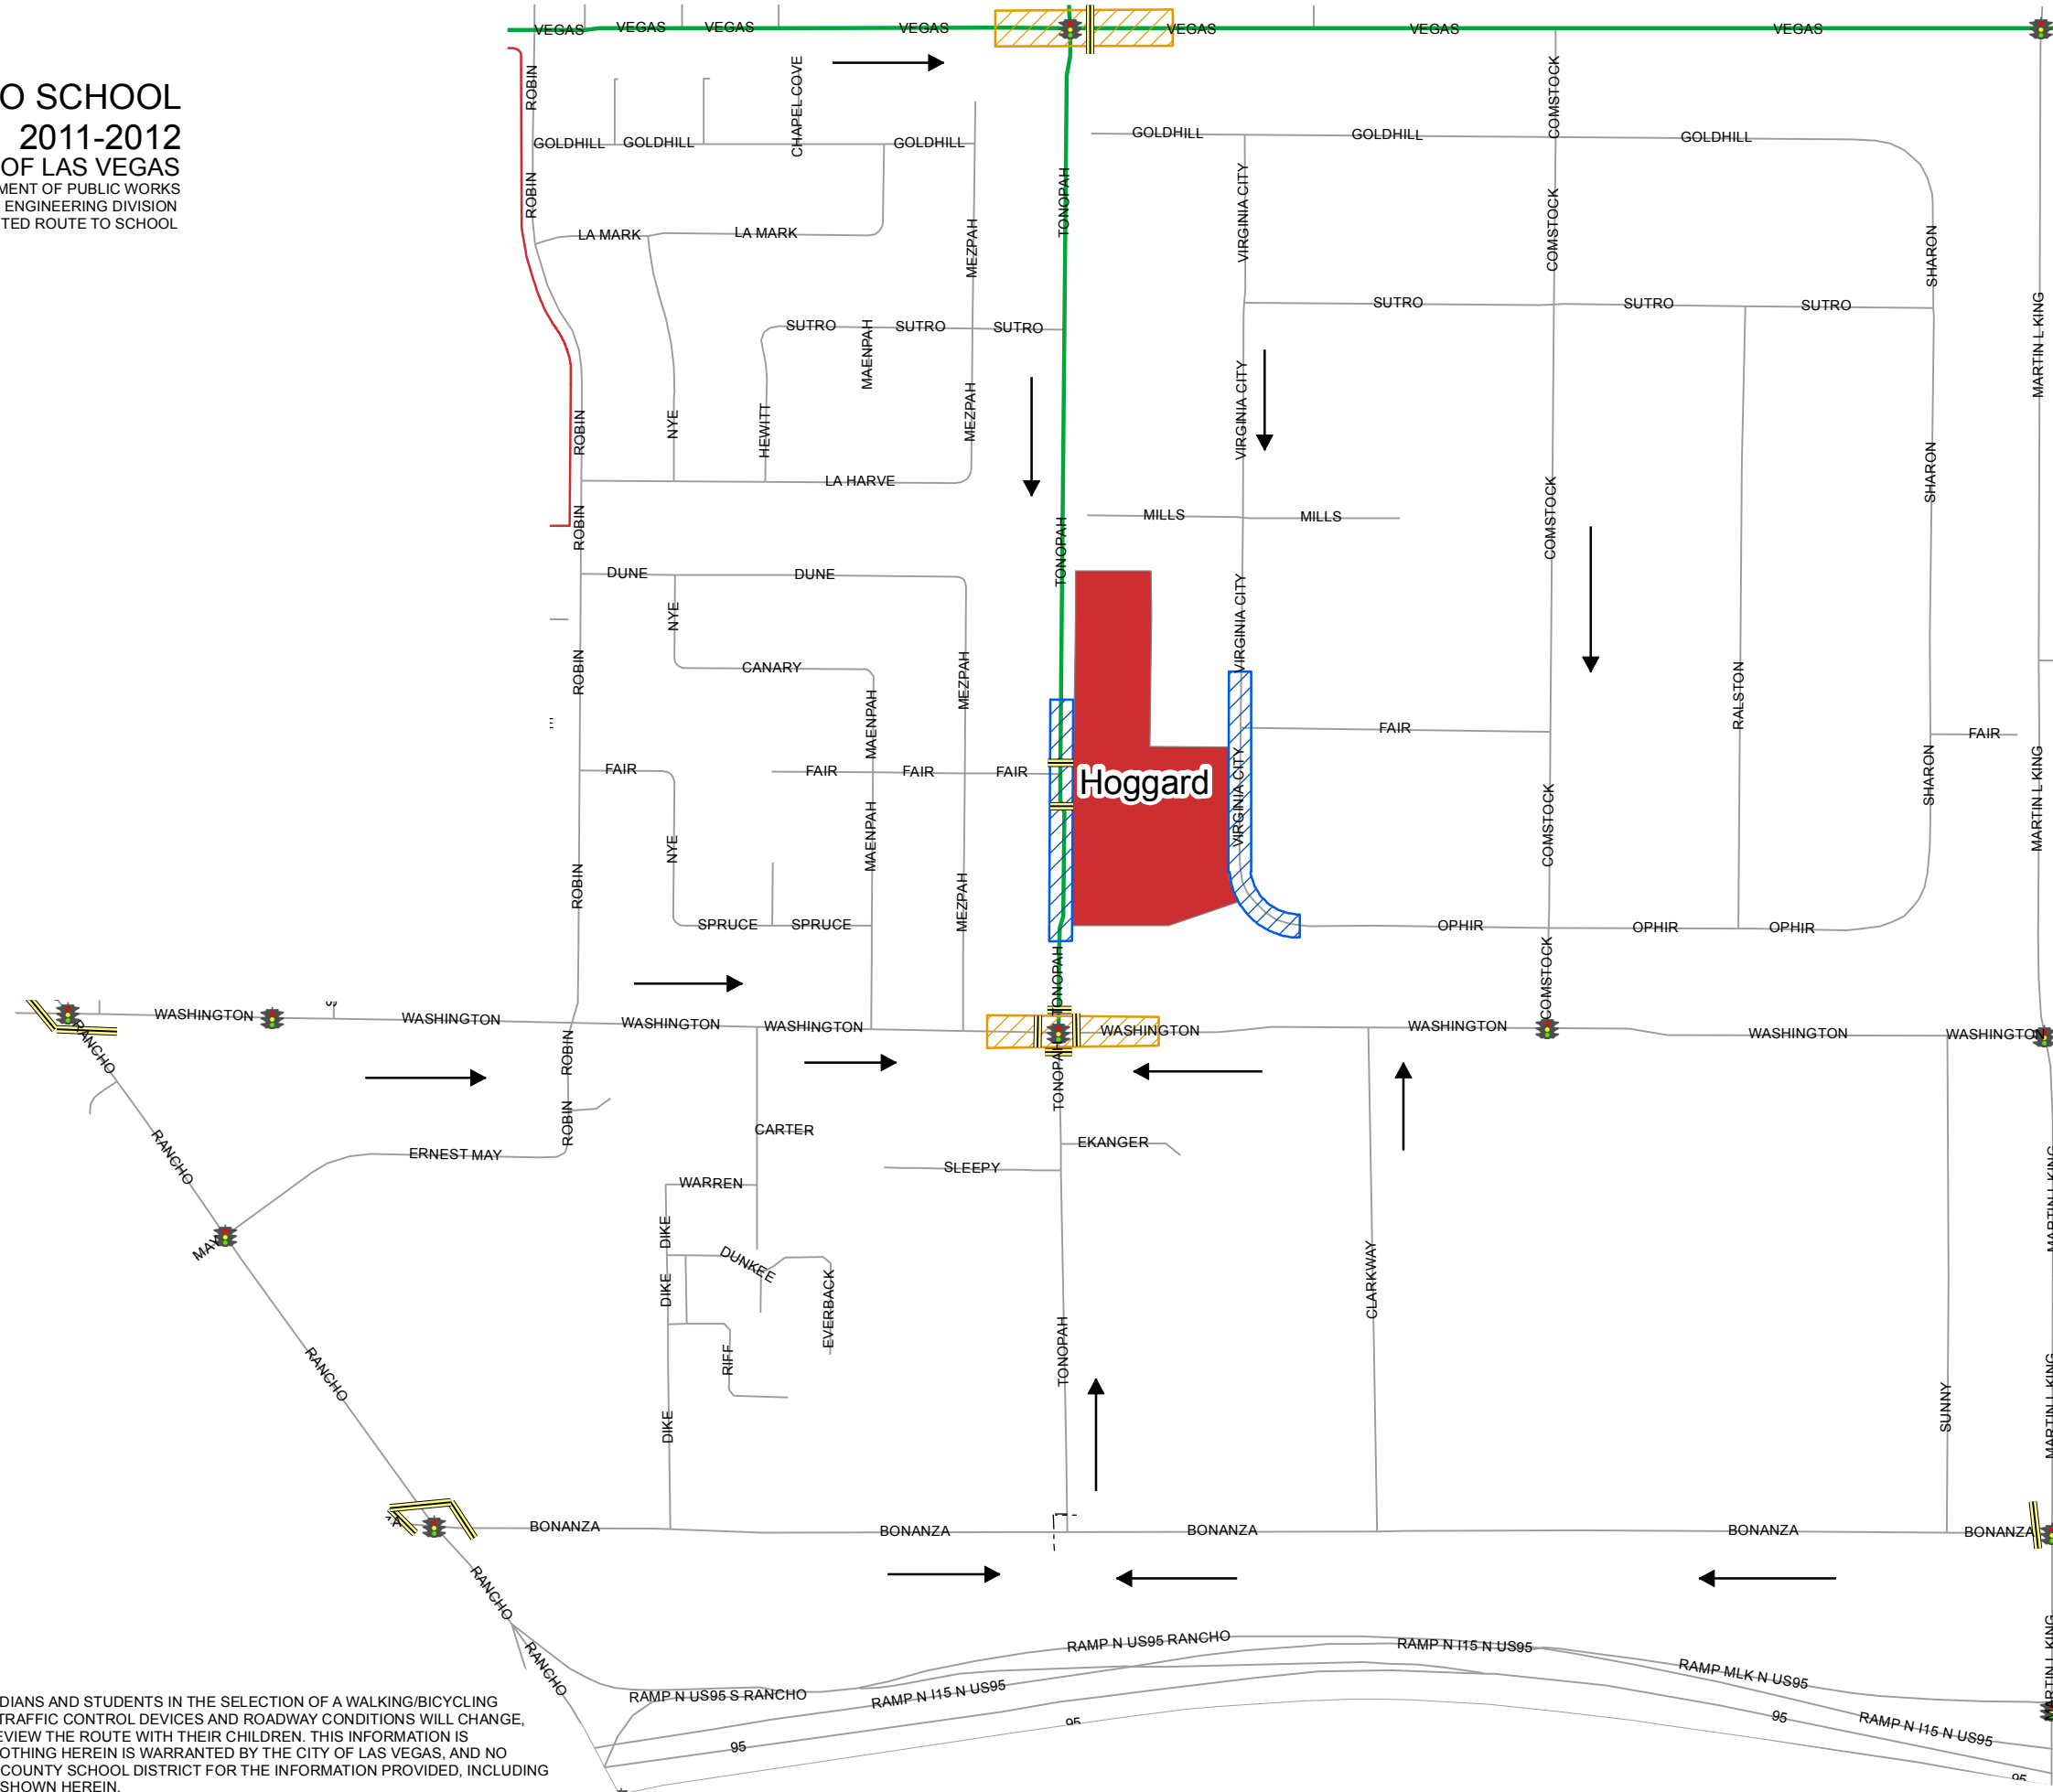 VEGAS VEGAS VEGAS VEGAS VEGAS VEGAS VEGAS
O SCHOOL
2011-2012
OF LAS VEGAS
MENT OF PUBLIC WORKS
ENGINEERING DIVISION
TED ROUTE TO SCHOOL
ROBIN
CHAPEL COVE
COMSTOCK
GOLDHILL GOLDHILL GOLDHILL
GOLDHILL GOLDHILL GOLDHILL
ROBIN
TONOPAH
VIRGINIA CITY
COMSTOCK
LA MARK LA MARK
MEZPAH
SHARON
SUTRO SUTRO SUTRO
SUTRO SUTRO SUTRO
MAENPAH
MARTIN L KING
ROBIN
NYE
HEWITT
MEZPAH
VIRGINIA CITY
LA HARVE
SHARON
ROBIN
TONOPAH
MILLS MILLS
COMSTOCK
DUNE DUNE
NYE
VIRGINIA CITY
ROBIN
CANARY
MEZPAH
MAENPAH
RALSTON
FAIR
FAIR
FAIR FAIR FAIR FAIR
Hoggard
VIRGINIA CITY
SHARON
MARTIN L KING
NYE
MAENPAH
COMSTOCK
ROBIN
MEZPAH
SPRUCE SPRUCE
OPHIR OPHIR OPHIR
TONOPAH
COMSTOCK
WASHINGTON WASHINGTON WASHINGTON WASHINGTON WASHINGTON WASHINGTON WASHINGTON WASHINGTON
RANCHO
ROBIN
TONOPAH
ROBIN
CARTER
EKANGER
ERNEST MAY
SLEEPY
RANCHO
WARREN
MARTIN L KING
MAY
DIKE
DUNKEE
DIKE
EVERBACK
CLARKWAY
RIFF
TONOPAH
RANCHO
DIKE
SUNNY
MARTIN L KING
BONANZA BONANZA BONANZA BONANZA BONANZA
RANCHO
RANCHO
RAMP N US95 RANCHO
RAMP N I15 N US95
RAMP MLK N US95
MARTIN L KING
RAMP N US95 S RANCHO
RAMP N I15 N US95
95
95
RAMP N I15 N US95
95
95
DIANS AND STUDENTS IN THE SELECTION OF A WALKING/BICYCLING
TRAFFIC CONTROL DEVICES AND ROADWAY CONDITIONS WILL CHANGE,
EVIEW THE ROUTE WITH THEIR CHILDREN. THIS INFORMATION IS
OTHING HEREIN IS WARRANTED BY THE CITY OF LAS VEGAS, AND NO
COUNTY SCHOOL DISTRICT FOR THE INFORMATION PROVIDED, INCLUDING
SHOWN HEREIN.